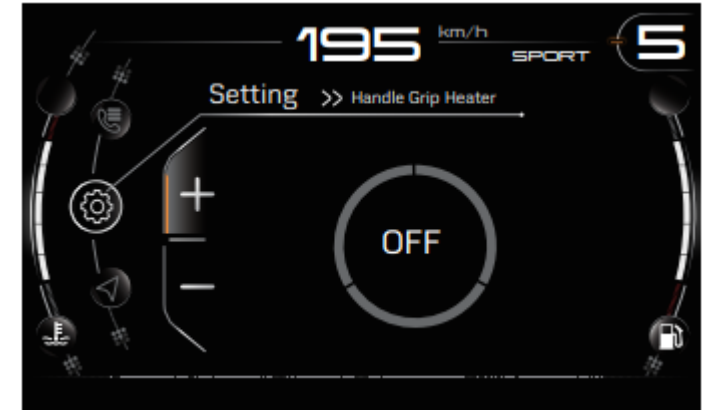 195 km/h
SPORT
5
Setting >> Handle Grip Heater
+
OFF
−